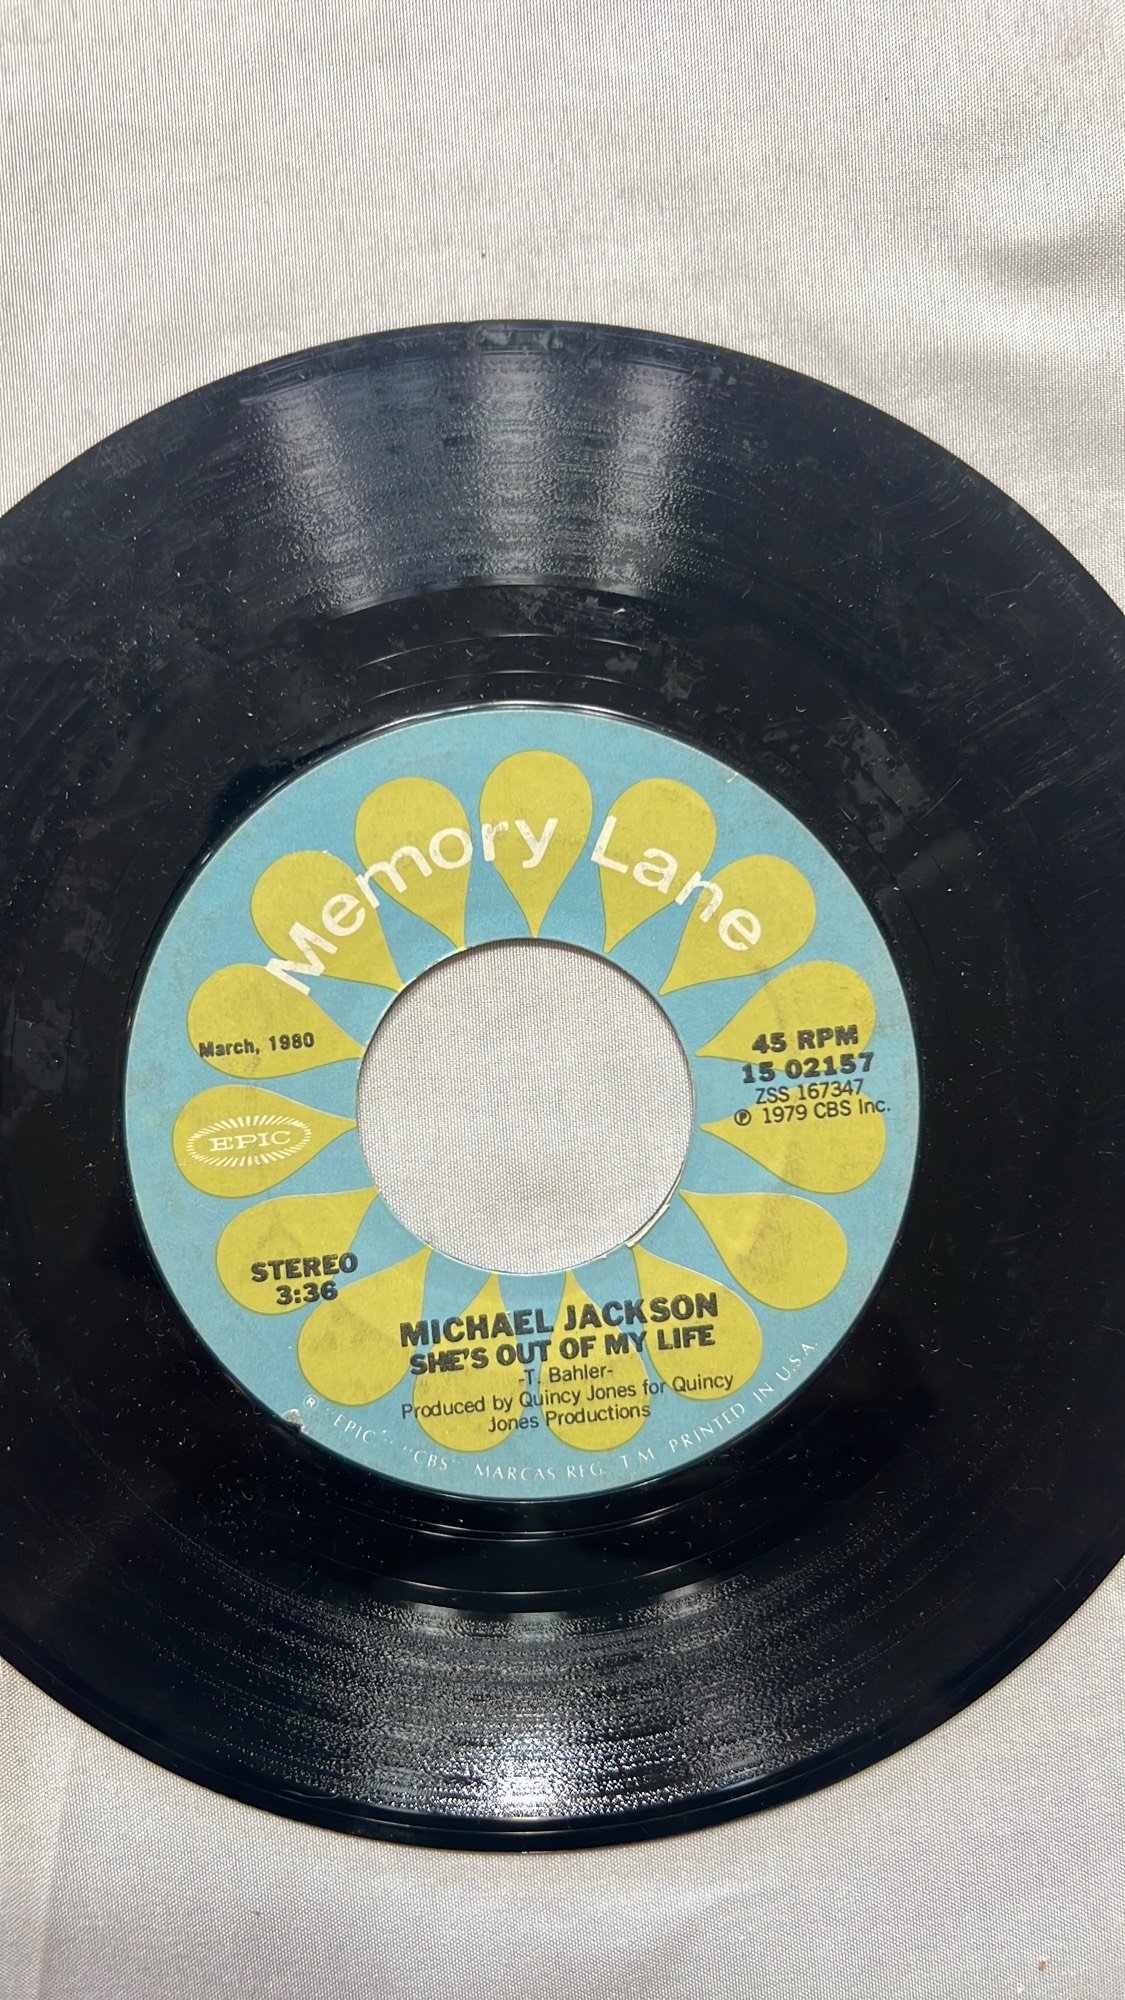 Memory Lane
March, 1980
EPIC
45 RPM
15 02157
ZSS 167347
℗ 1979 CBS Inc.
STEREO
3:36
MICHAEL JACKSON
SHE'S OUT OF MY LIFE
-T. Bahler-
Produced by Quincy Jones for Quincy
Jones Productions
® "EPIC," "CBS" MARCAS REG. T M PRINTED IN U.S.A.